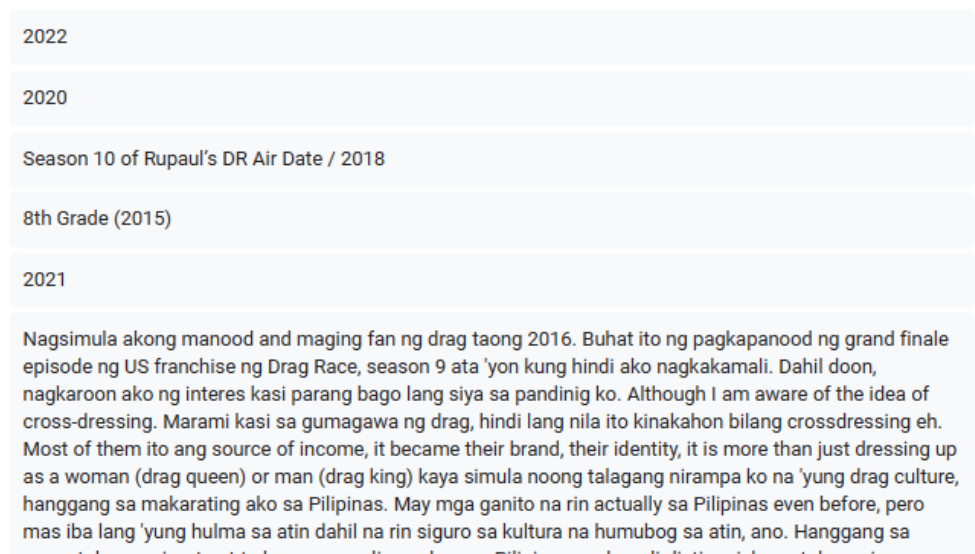 2022
2020
Season 10 of Rupaul’s DR Air Date / 2018
8th Grade (2015)
2021
Nagsimula akong manood and maging fan ng drag taong 2016. Buhat ito ng pagkapanood ng grand finale
episode ng US franchise ng Drag Race, season 9 ata 'yon kung hindi ako nagkakamali. Dahil doon,
nagkaroon ako ng interes kasi parang bago lang siya sa pandinig ko. Although I am aware of the idea of
cross-dressing. Marami kasi sa gumagawa ng drag, hindi lang nila ito kinakahon bilang crossdressing eh.
Most of them ito ang source of income, it became their brand, their identity, it is more than just dressing up
as a woman (drag queen) or man (drag king) kaya simula noong talagang nirampa ko na 'yung drag culture,
hanggang sa makarating ako sa Pilipinas. May mga ganito na rin actually sa Pilipinas even before, pero
mas iba lang 'yung hulma sa atin dahil na rin siguro sa kultura na humubog sa atin, ano. Hanggang sa